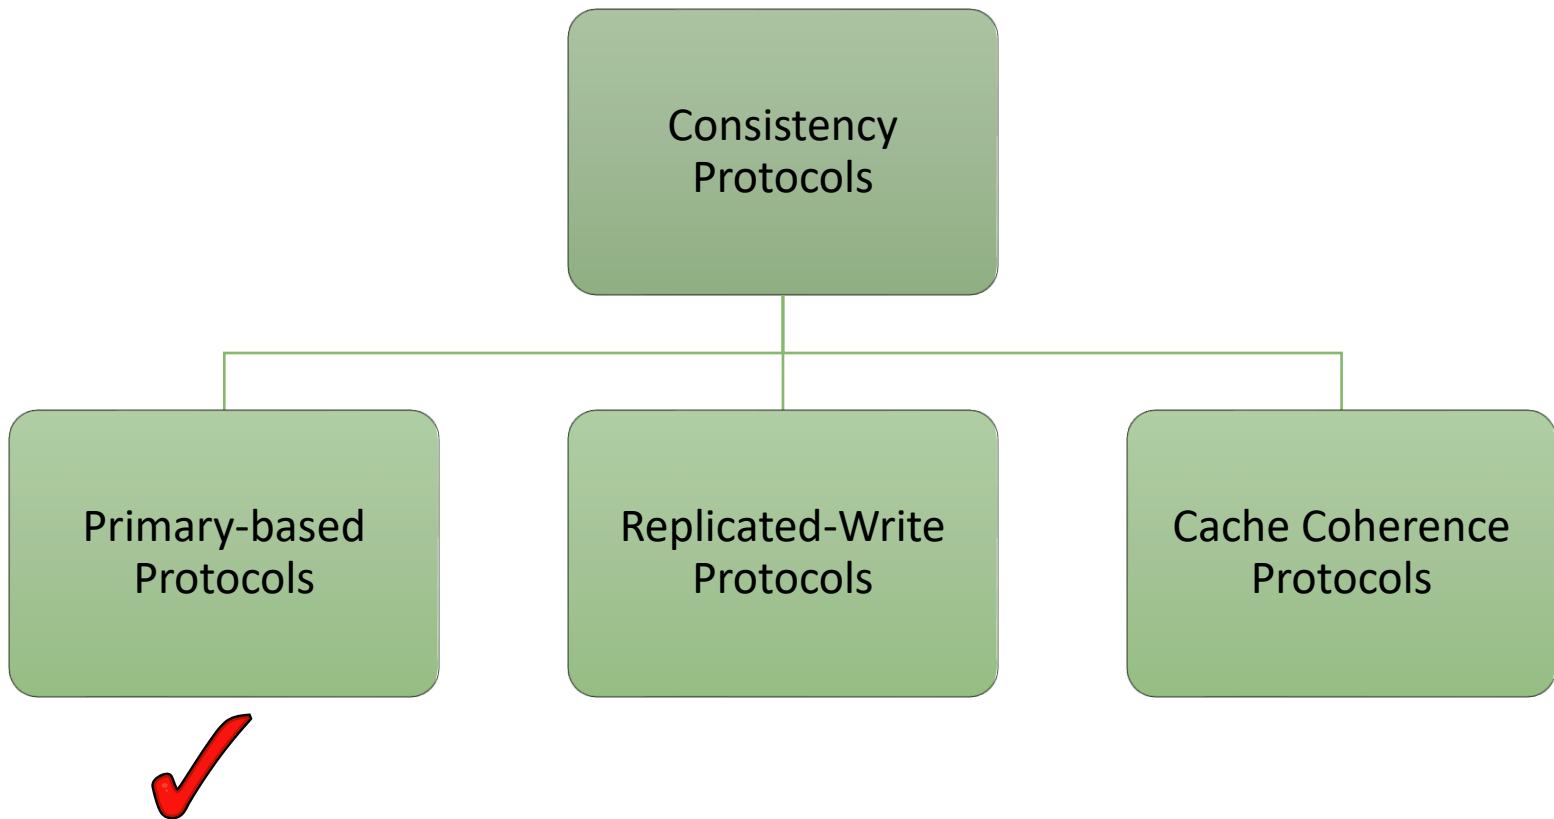 Consistency
Protocols
Primary-based
Protocols
Replicated-Write
Protocols
Cache Coherence
Protocols